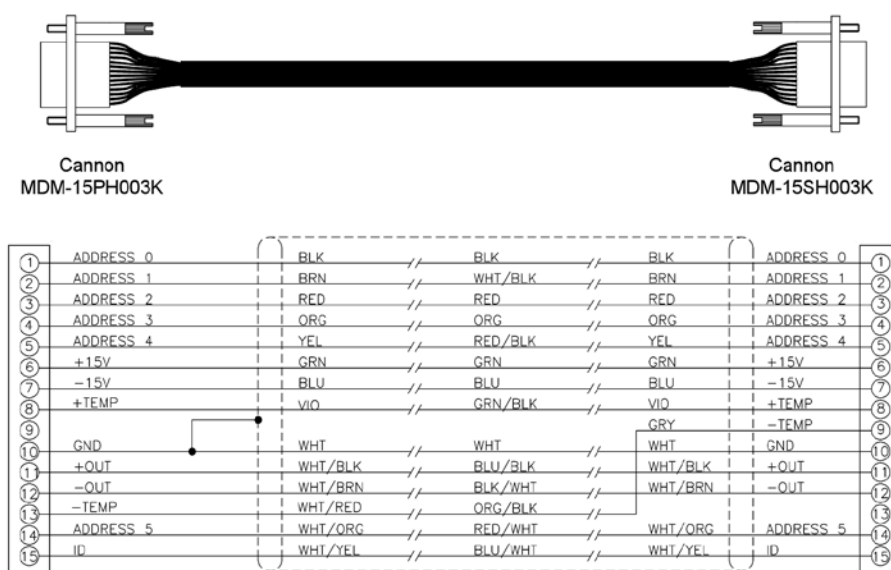 Cannon
MDM-15PH003K
Cannon
MDM-15SH003K
1 ADDRESS 0 BLK BLK BLK ADDRESS 0 1
2 ADDRESS 1 BRN WHT/BLK BRN ADDRESS 1 2
3 ADDRESS 2 RED RED RED ADDRESS 2 3
4 ADDRESS 3 ORG ORG ORG ADDRESS 3 4
5 ADDRESS 4 YEL RED/BLK YEL ADDRESS 4 5
6 +15V GRN GRN GRN +15V 6
7 -15V BLU BLU BLU -15V 7
8 +TEMP VIO GRN/BLK VIO +TEMP 8
9 GRY -TEMP 9
10 GND WHT WHT WHT GND 10
11 +OUT WHT/BLK BLU/BLK WHT/BLK +OUT 11
12 -OUT WHT/BRN BLK/WHT WHT/BRN -OUT 12
13 -TEMP WHT/RED ORG/BLK 13
14 ADDRESS 5 WHT/ORG RED/WHT WHT/ORG ADDRESS 5 14
15 ID WHT/YEL BLU/WHT WHT/YEL ID 15